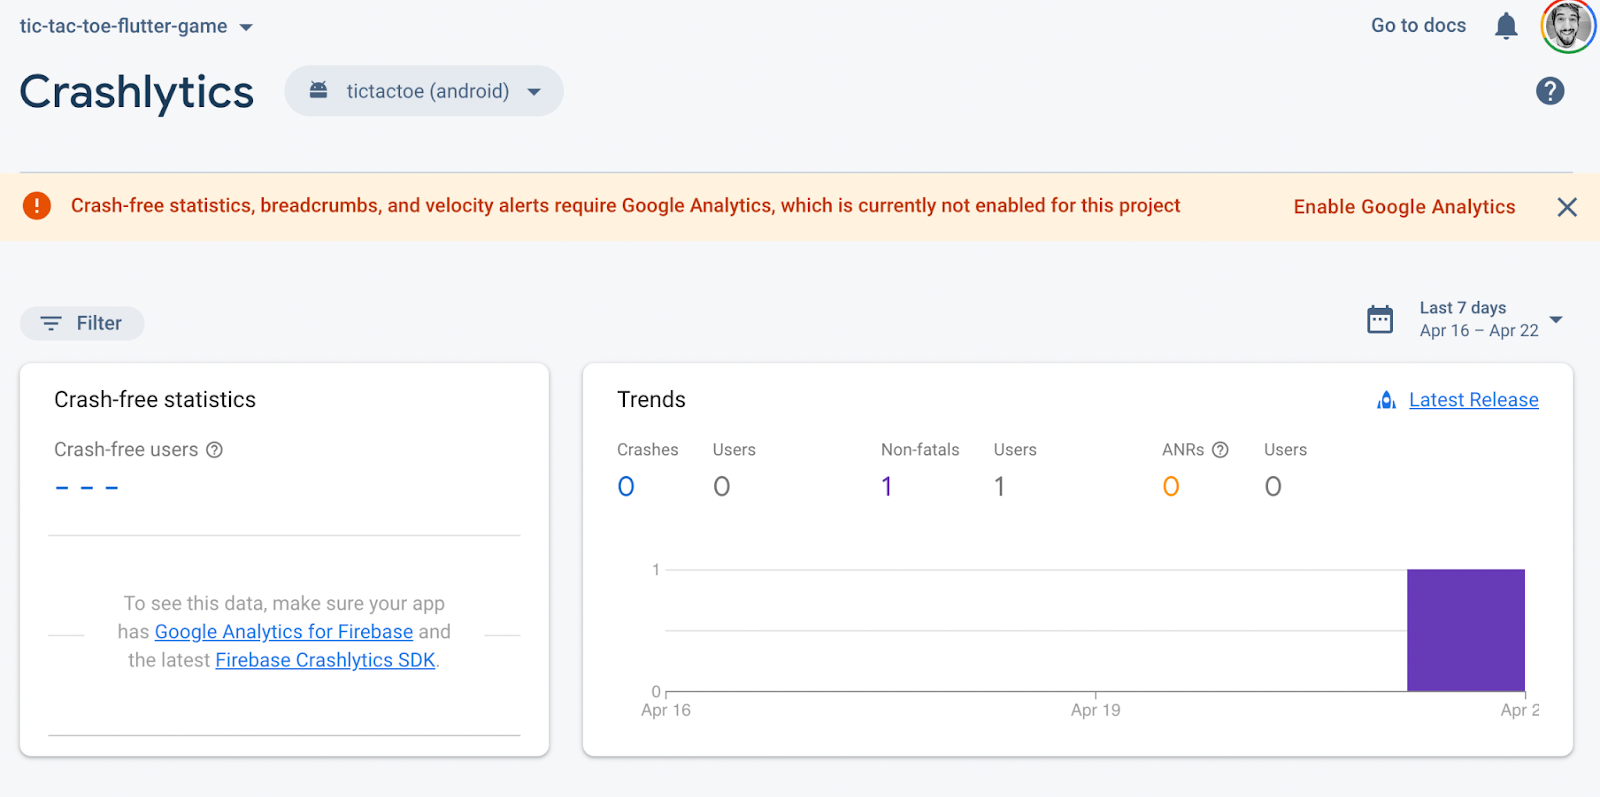 tic-tac-toe-flutter-game
Go to docs
Crashlytics
tictactoe (android)
?
!
Crash-free statistics, breadcrumbs, and velocity alerts require Google Analytics, which is currently not enabled for this project
Enable Google Analytics
Filter
Last 7 days
Apr 16 – Apr 22
Crash-free statistics
Crash-free users ?
– – –
To see this data, make sure your app
has Google Analytics for Firebase and
the latest Firebase Crashlytics SDK.
Trends
Latest Release
Crashes Users Non-fatals Users ANRs ? Users
0 0 1 1 0 0
1
0
Apr 16 Apr 19 Apr 2